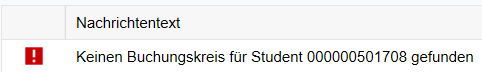 Nachrichtentext
Keinen Buchungskreis für Student 000000501708 gefunden